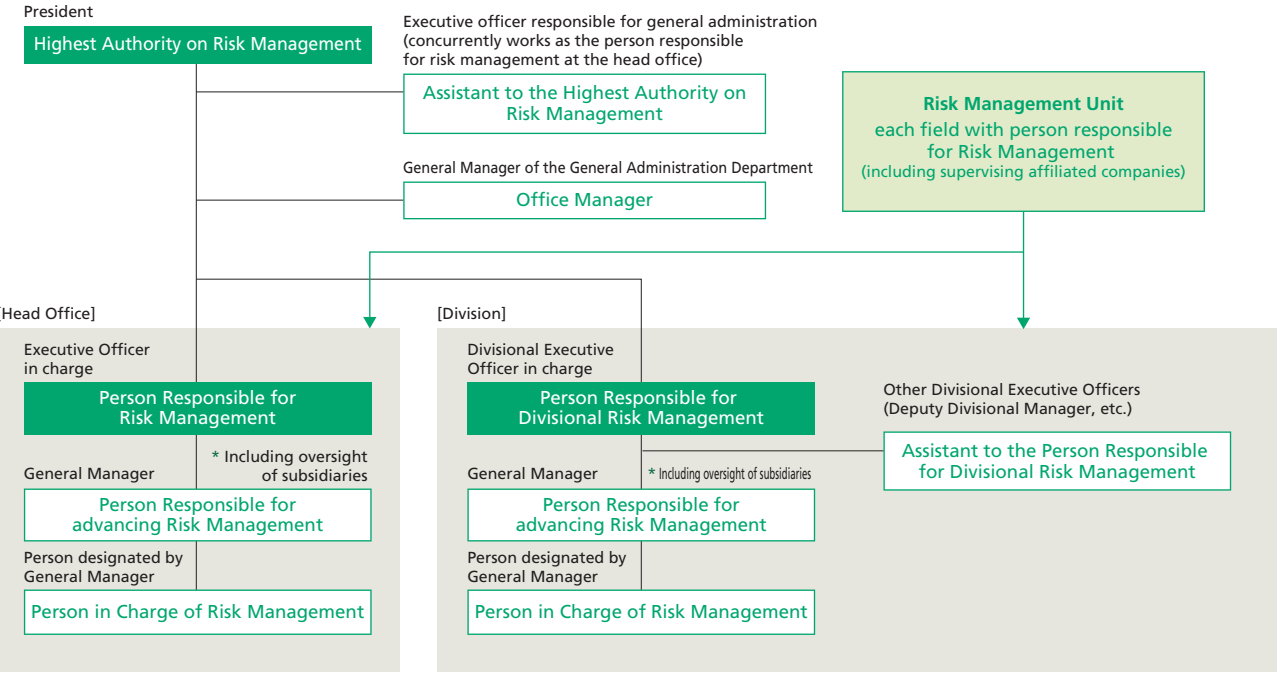 President
Highest Authority on Risk Management
Executive officer responsible for general administration
(concurrently works as the person responsible
for risk management at the head office)
Assistant to the Highest Authority on
Risk Management
Risk Management Unit
each field with person responsible
for Risk Management
(including supervising affiliated companies)
General Manager of the General Administration Department
Office Manager
[Head Office]
Executive Officer
in charge
Person Responsible for
Risk Management
* Including oversight
of subsidiaries
General Manager
Person Responsible for
advancing Risk Management
Person designated by
General Manager
Person in Charge of Risk Management
[Division]
Divisional Executive
Officer in charge
Person Responsible for
Divisional Risk Management
Other Divisional Executive Officers
(Deputy Divisional Manager, etc.)
Assistant to the Person Responsible
for Divisional Risk Management
General Manager
* Including oversight of subsidiaries
Person Responsible for
advancing Risk Management
Person designated by
General Manager
Person in Charge of Risk Management